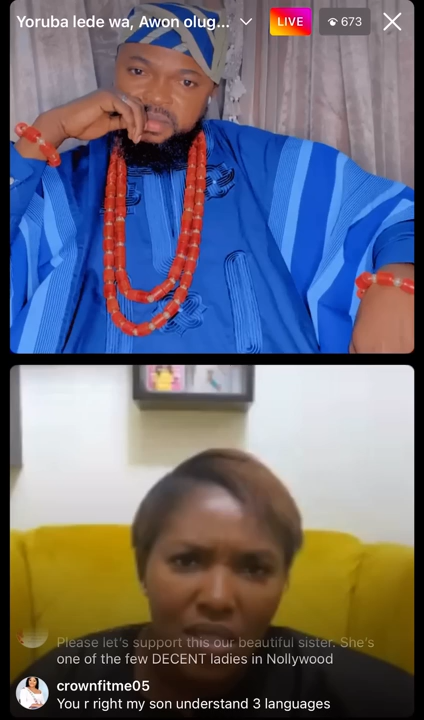 Yoruba lede wa, Awon olug...
LIVE
673
Please let's support this our beautiful sister. She's
one of the few DECENT ladies in Nollywood
crownfitme05
You r right my son understand 3 languages